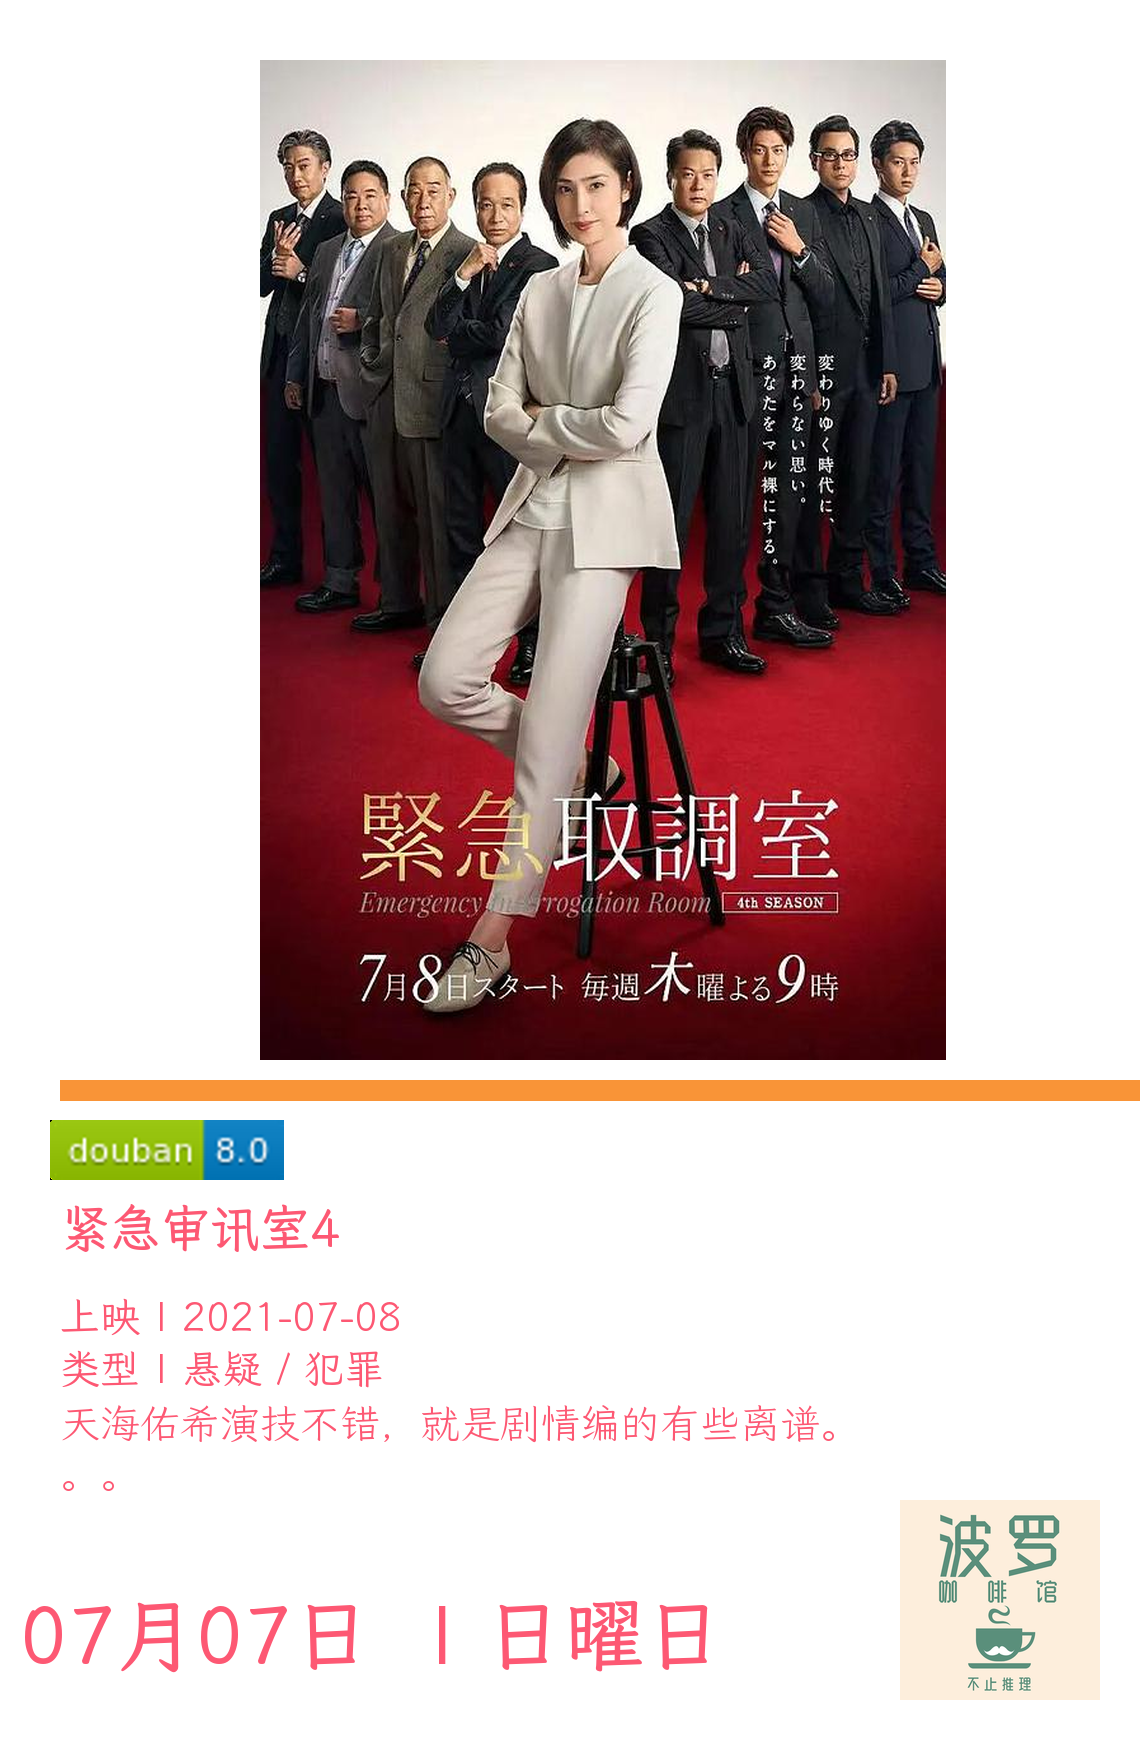 変わりゆく時代に、
変わらない思い。
あなたをマル裸にする。
緊急取調室
Emergency Interrogation Room 4th SEASON
7月8日スタート 毎週木曜よる9時
douban 8.0
紧急审讯室4
上映 | 2021-07-08
类型 | 悬疑 / 犯罪
天海佑希演技不错，就是剧情编的有些离谱。
。。
波罗
咖啡馆
不止推理
07月07日 | 日曜日